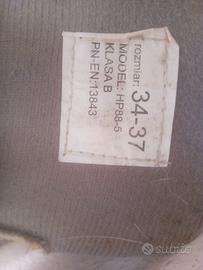 rozmiar: 34-37
MODEL: HP88-5
KLASA B
PN-EN:13843
subito